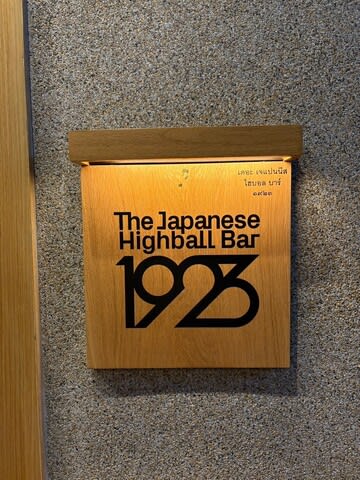 เดอะ เจแปนนีส
ไฮบอล บาร์
๑๙๒๓
The Japanese
Highball Bar
1923